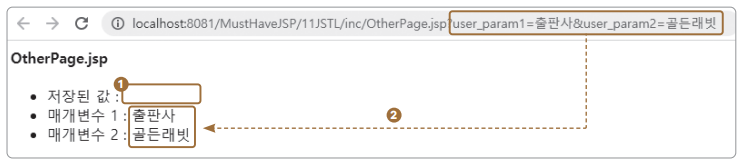 localhost:8081/MustHaveJSP/11JSTL/inc/OtherPage.jsp?user_param1=출판사&user_param2=골든래빗
OtherPage.jsp
1
• 저장된 값 :
• 매개변수 1 : 출판사
2
• 매개변수 2 : 골든래빗